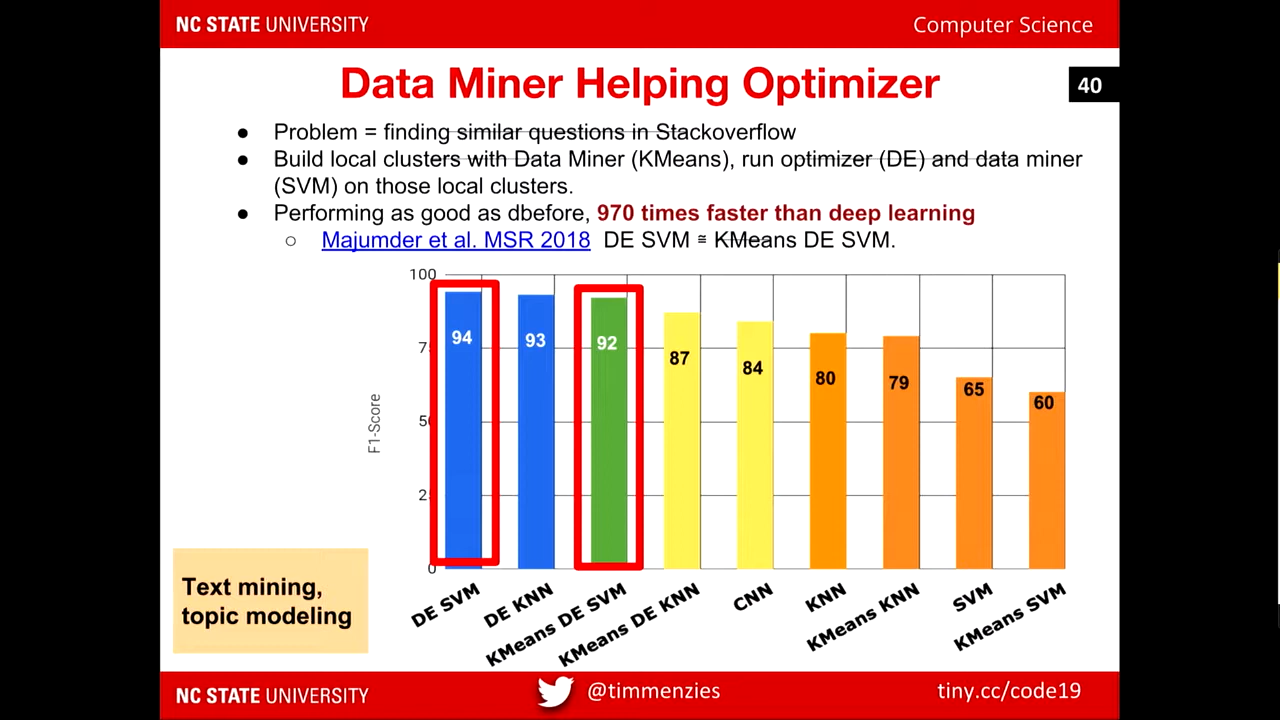 NC STATE UNIVERSITY
Computer Science
Data Miner Helping Optimizer
40
● Problem = finding similar questions in Stackoverflow
● Build local clusters with Data Miner (KMeans), run optimizer (DE) and data miner
(SVM) on those local clusters.
● Performing as good as dbefore, 970 times faster than deep learning
○ Majumder et al. MSR 2018 DE SVM ≅ KMeans DE SVM.
100
75
50
25
0
F1-Score
94
93
92
87
84
80
79
65
60
DE SVM
DE KNN
KMeans DE SVM
KMeans DE KNN
CNN
KNN
KMeans KNN
SVM
KMeans SVM
Text mining,
topic modeling
NC STATE UNIVERSITY
@timmenzies
tiny.cc/code19